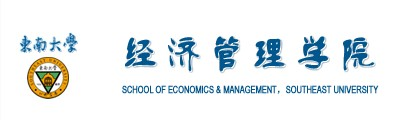 東南大學
经济管理学院
SCHOOL OF ECONOMICS & MANAGEMENT，SOUTHEAST UNIVERSITY